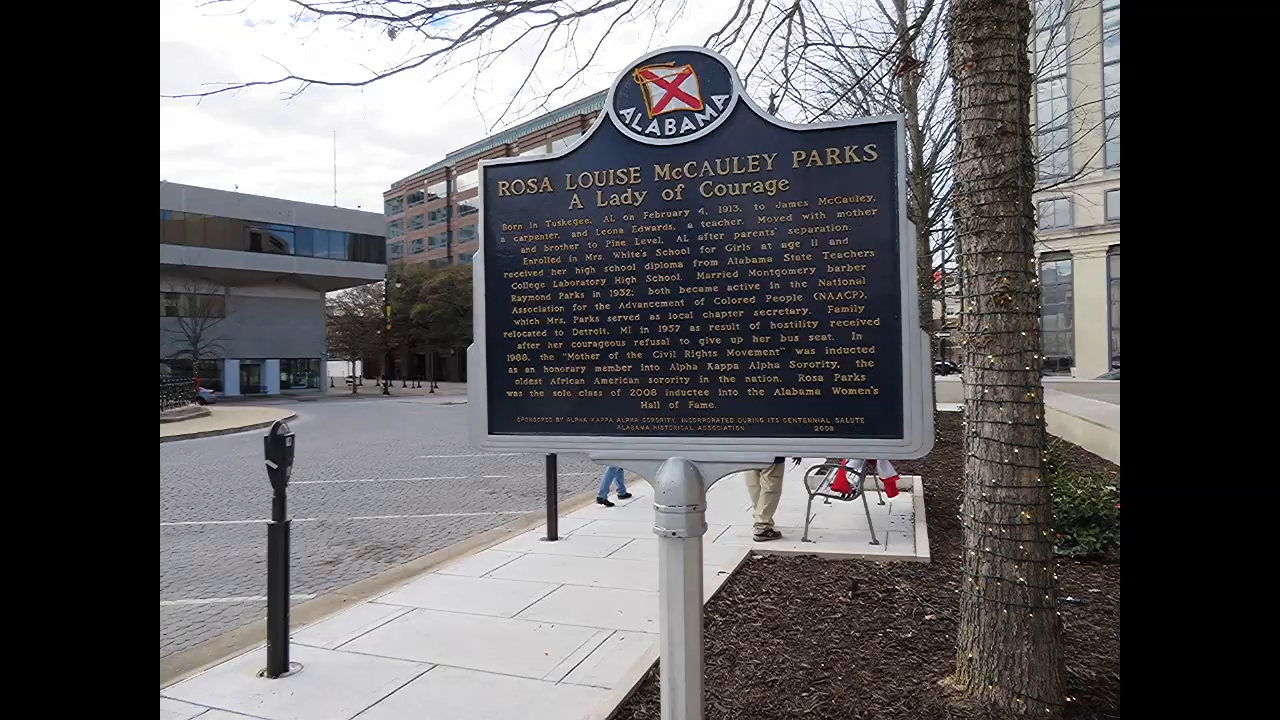 ALABAMA
ROSA LOUISE McCAULEY PARKS
A Lady of Courage
Born in Tuskegee, AL on February 4, 1913, to James McCauley,
a carpenter, and Leona Edwards, a teacher. Moved with mother
and brother to Pine Level, AL after parents' separation.
Enrolled in Mrs. White's School for Girls at age 11 and
received her high school diploma from Alabama State Teachers
College Laboratory High School. Married Montgomery barber
Raymond Parks in 1932; both became active in the National
Association for the Advancement of Colored People (NAACP),
which Mrs. Parks served as local chapter secretary. Family
relocated to Detroit, MI in 1957 as result of hostility received
after her courageous refusal to give up her bus seat. In
1988, the "Mother of the Civil Rights Movement" was inducted
as an honorary member into Alpha Kappa Alpha Sorority, the
oldest African American sorority in the nation. Rosa Parks
was the sole class of 2008 inductee into the Alabama Women's
Hall of Fame.
SPONSORED BY ALPHA KAPPA ALPHA SORORITY, INCORPORATED DURING ITS CENTENNIAL SALUTE
ALABAMA HISTORICAL ASSOCIATION 2008